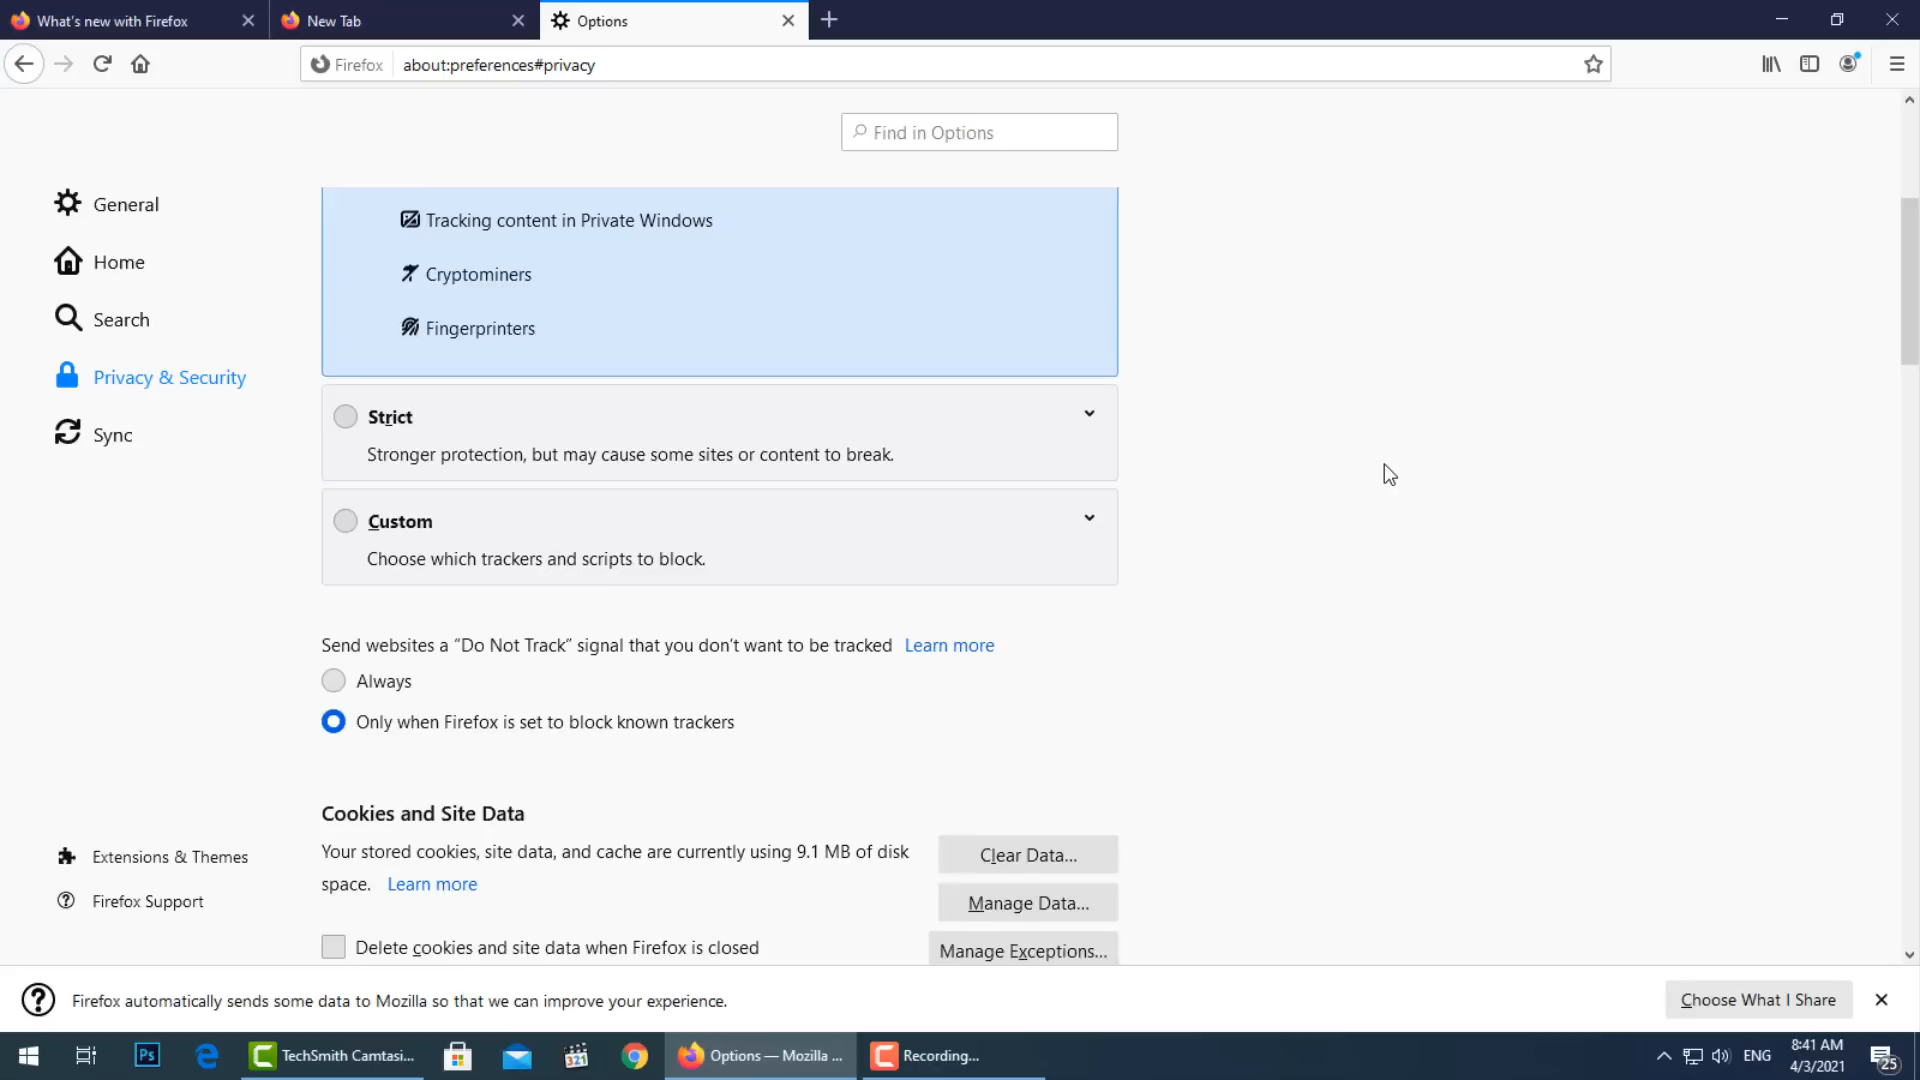 What's new with Firefox
New Tab
Options
Firefox
about:preferences#privacy
Find in Options
General
Home
Search
Privacy & Security
Sync
Extensions & Themes
Firefox Support
Tracking content in Private Windows
Cryptominers
Fingerprinters
Strict
Stronger protection, but may cause some sites or content to break.
Custom
Choose which trackers and scripts to block.
Send websites a “Do Not Track” signal that you don’t want to be tracked Learn more
Always
Only when Firefox is set to block known trackers
Cookies and Site Data
Your stored cookies, site data, and cache are currently using 9.1 MB of disk
space. Learn more
Clear Data...
Manage Data...
Delete cookies and site data when Firefox is closed
Manage Exceptions...
Firefox automatically sends some data to Mozilla so that we can improve your experience.
Choose What I Share
Ps
TechSmith Camtasi...
321
Options — Mozilla ...
Recording...
ENG
8:41 AM
4/3/2021
25